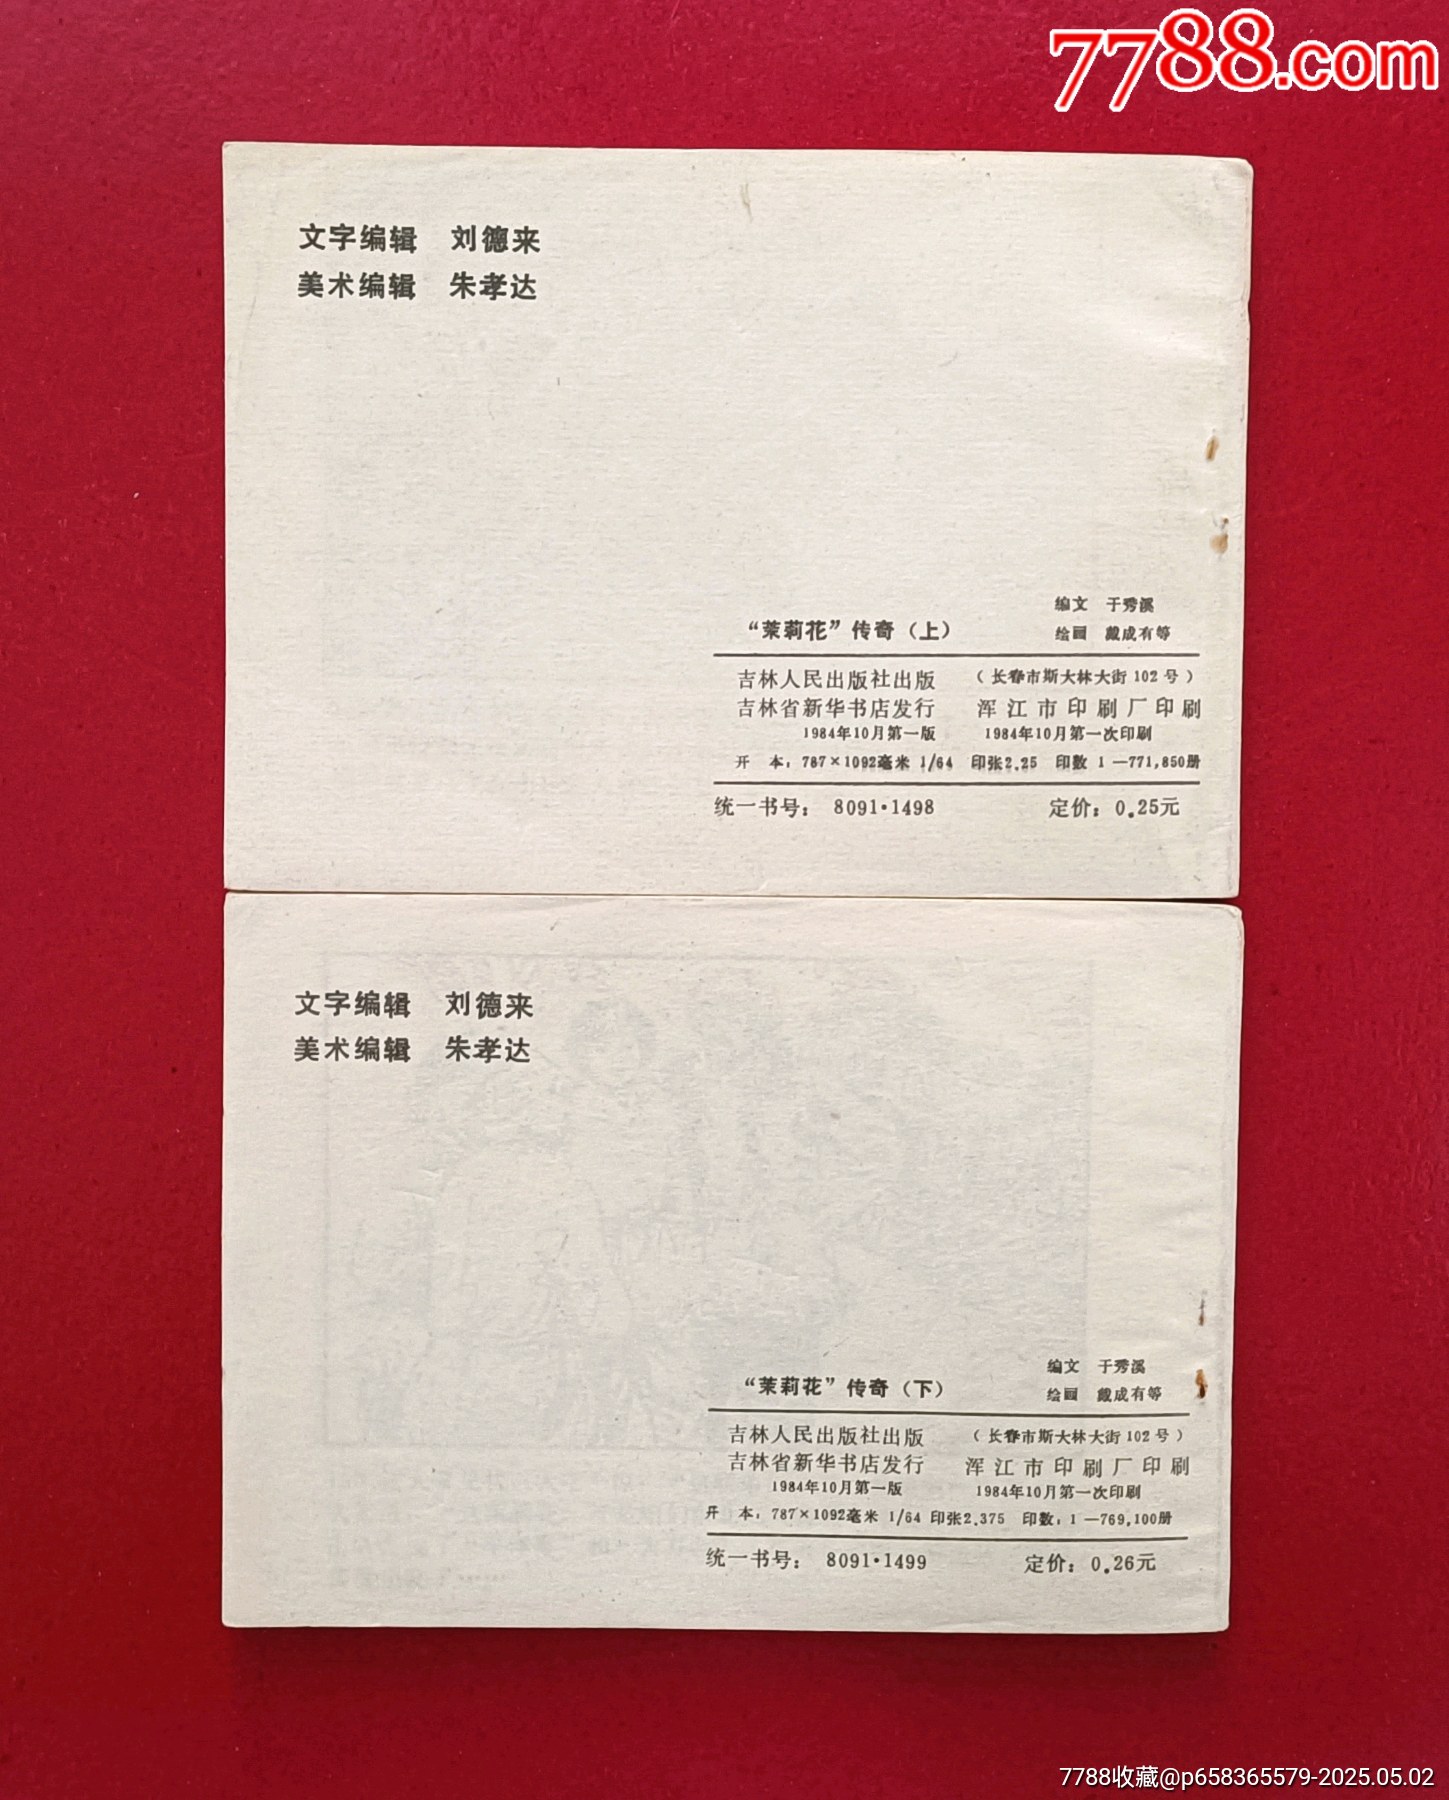 7788.com
文字编辑 刘德来
美术编辑 朱孝达
编文 于秀溪
“茉莉花”传奇（上） 绘画 戴成有等
吉林人民出版社出版 （长春市斯大林大街102号）
吉林省新华书店发行 浑江市印刷厂印刷
1984年10月第一版 1984年10月第一次印刷
开 本：787×1092毫米 1/64 印张2.25 印数 1—771,850册
统一书号： 8091·1498 定价：0.25元
文字编辑 刘德来
美术编辑 朱孝达
编文 于秀溪
“茉莉花”传奇（下） 绘画 戴成有等
吉林人民出版社出版 （长春市斯大林大街102号）
吉林省新华书店发行 浑江市印刷厂印刷
1984年10月第一版 1984年10月第一次印刷
开 本：787×1092毫米 1/64 印张2.375 印数：1—769,100册
统一书号： 8091·1499 定价：0.26元
7788收藏@p658365579-2025.05.02